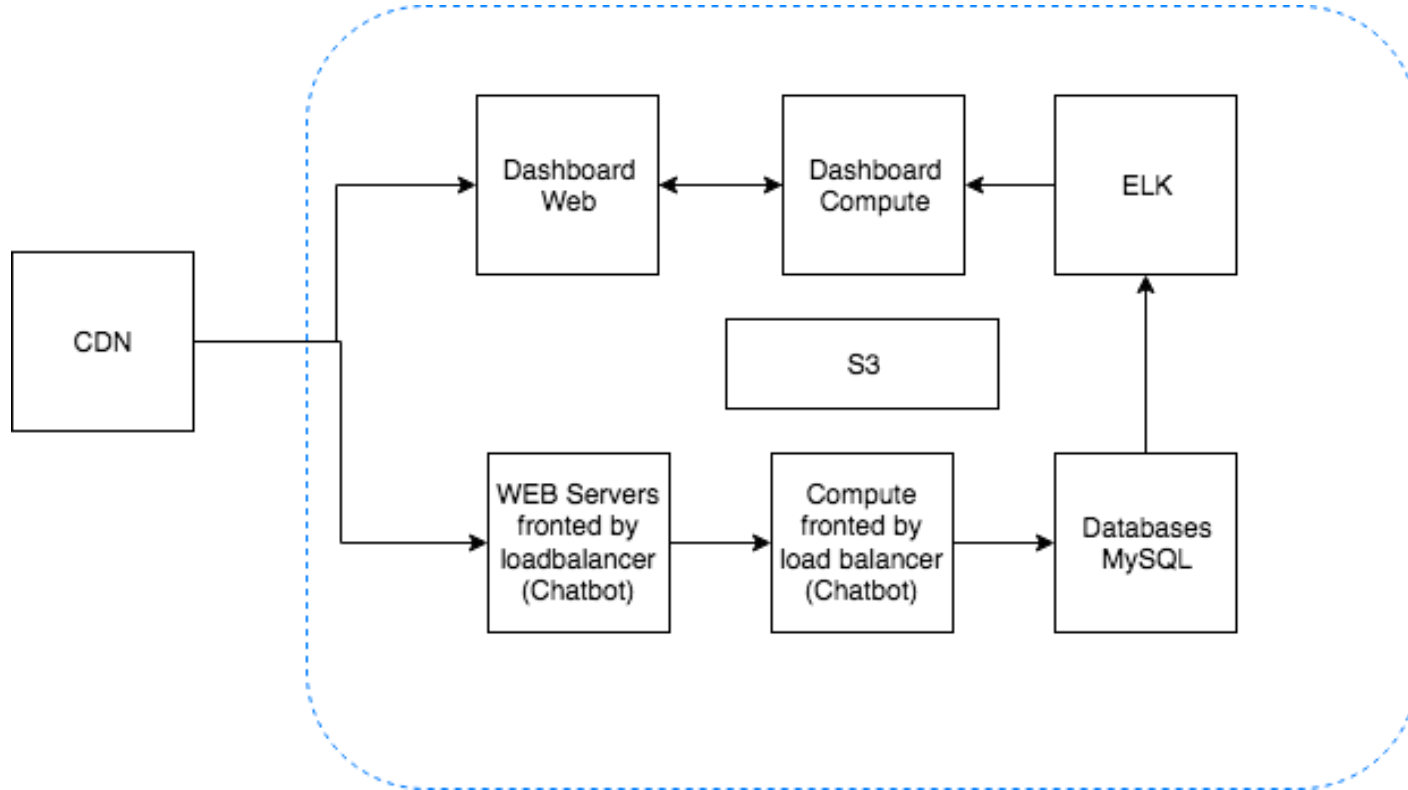 Dashboard
Web
Dashboard
Compute
ELK
CDN
S3
WEB Servers
fronted by
loadbalancer
(Chatbot)
Compute
fronted by
load balancer
(Chatbot)
Databases
MySQL